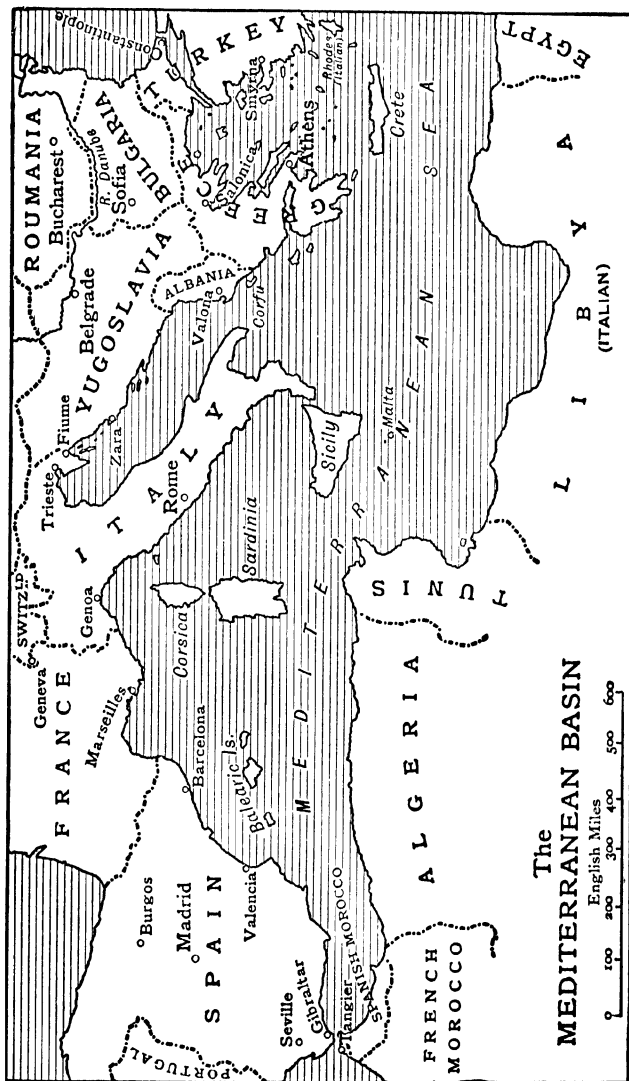 The
MEDITERRANEAN BASIN
English Miles
0 100 200 300 400 500 600
PORTUGAL
SPAIN
Burgos
Madrid
Seville
Gibraltar
Valencia
Barcelona
Balearic Is.
Tangier
SPANISH MOROCCO
FRENCH
MOROCCO
ALGERIA
TUNIS
FRANCE
Marseilles
Geneva
SWITZLD
Genoa
Corsica
Sardinia
ITALY
Rome
Trieste
Fiume
Zara
Sicily
Malta
MEDITERRANEAN SEA
YUGOSLAVIA
Belgrade
ROUMANIA
Bucharest
R. Danube
Sofia
BULGARIA
ALBANIA
Valona
Corfu
GREECE
Salonica
Athens
Constantinople
TURKEY
Smyrna
Rhodes
(Italian)
Crete
LIBYA
(ITALIAN)
EGYPT